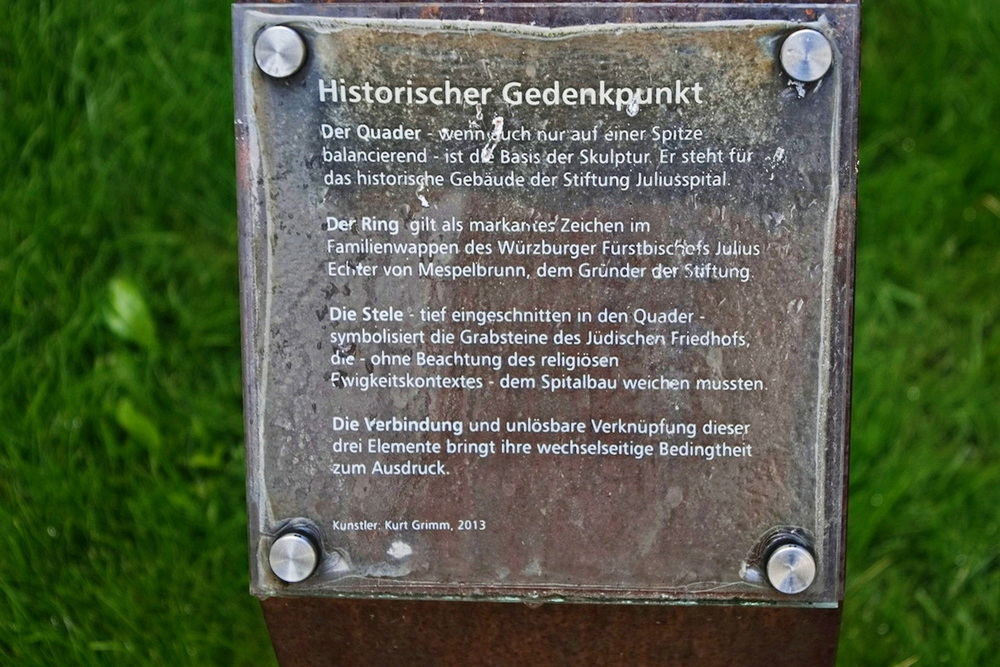 Historischer Gedenkpunkt
Der Quader - wenn auch nur auf einer Spitze
balancierend - ist die Basis der Skulptur. Er steht für
das historische Gebäude der Stiftung Juliusspital.
Der Ring gilt als markantes Zeichen im
Familienwappen des Würzburger Fürstbischofs Julius
Echter von Mespelbrunn, dem Gründer der Stiftung.
Die Stele - tief eingeschnitten in den Quader -
symbolisiert die Grabsteine des Jüdischen Friedhofs,
die - ohne Beachtung des religiösen
Ewigkeitskontextes - dem Spitalbau weichen mussten.
Die Verbindung und unlösbare Verknüpfung dieser
drei Elemente bringt ihre wechselseitige Bedingtheit
zum Ausdruck.
Künstler: Kurt Grimm, 2013